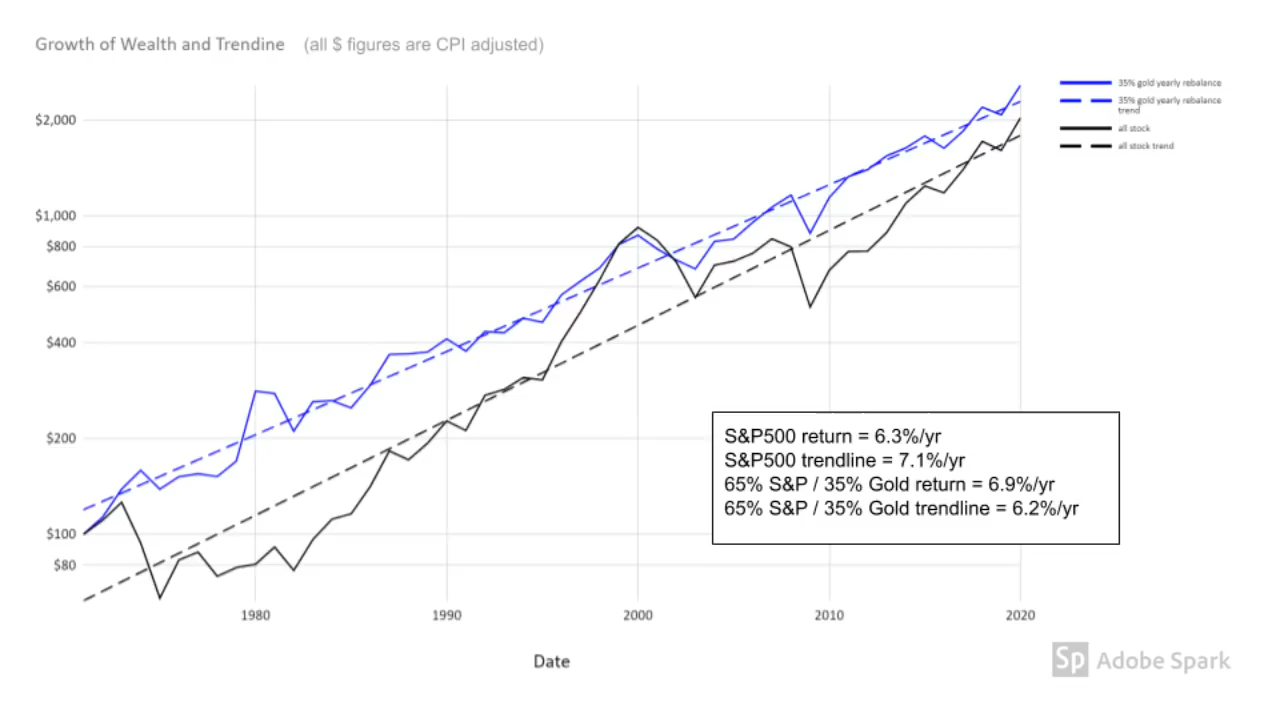 Growth of Wealth and Trendine (all $ figures are CPI adjusted)
35% gold yearly rebalance
35% gold yearly rebalance
trend
all stock
all stock trend
$2,000
$1,000
$800
$600
$400
$200
$100
$80
S&P500 return = 6.3%/yr
S&P500 trendline = 7.1%/yr
65% S&P / 35% Gold return = 6.9%/yr
65% S&P / 35% Gold trendline = 6.2%/yr
1980 1990 2000 2010 2020
Date
Sp Adobe Spark